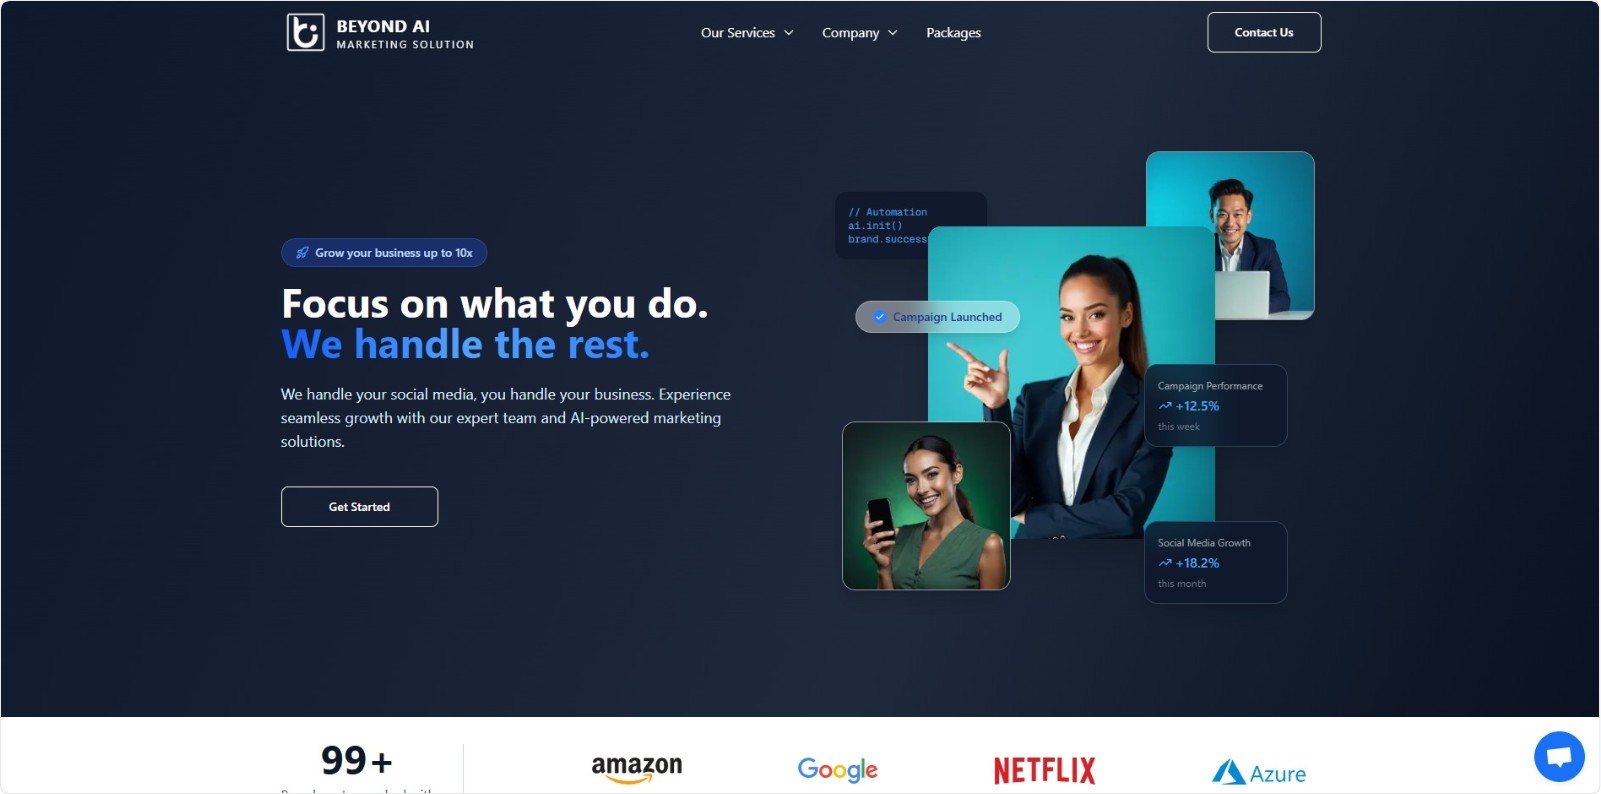 BEYOND AI
MARKETING SOLUTION
Our Services
Company
Packages
Contact Us
Grow your business up to 10x
Focus on what you do.
We handle the rest.
We handle your social media, you handle your business. Experience
seamless growth with our expert team and AI-powered marketing
solutions.
Get Started
// Automation
ai.init()
brand.success
Campaign Launched
Campaign Performance
+12.5%
this week
Social Media Growth
+18.2%
this month
99+
amazon
Google
NETFLIX
Azure